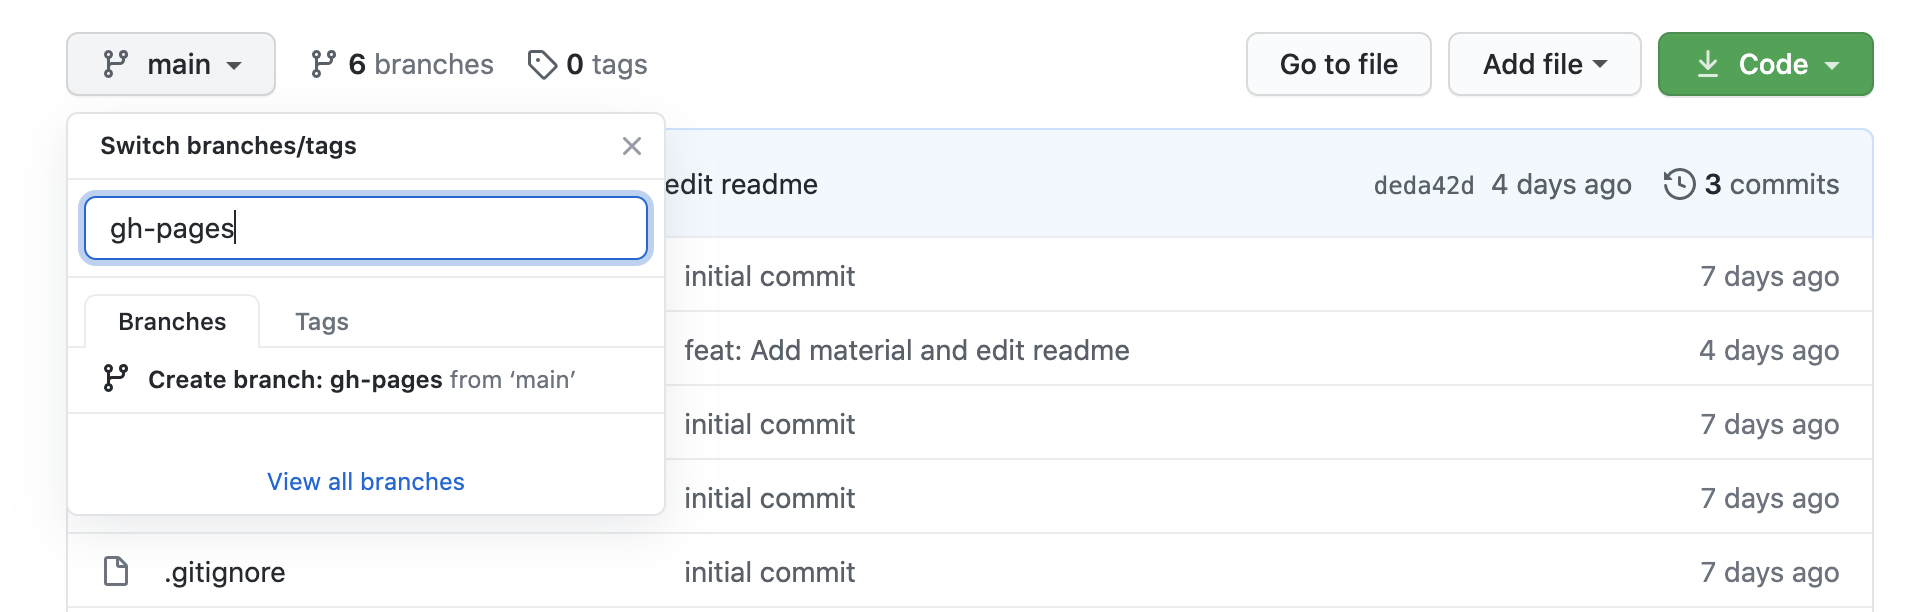 main
6 branches
0 tags
Go to file
Add file
Code
Switch branches/tags
gh-pages
Branches
Tags
Create branch: gh-pages from ‘main’
View all branches
edit readme
deda42d 4 days ago
3 commits
initial commit
7 days ago
feat: Add material and edit readme
4 days ago
initial commit
7 days ago
initial commit
7 days ago
.gitignore
initial commit
7 days ago